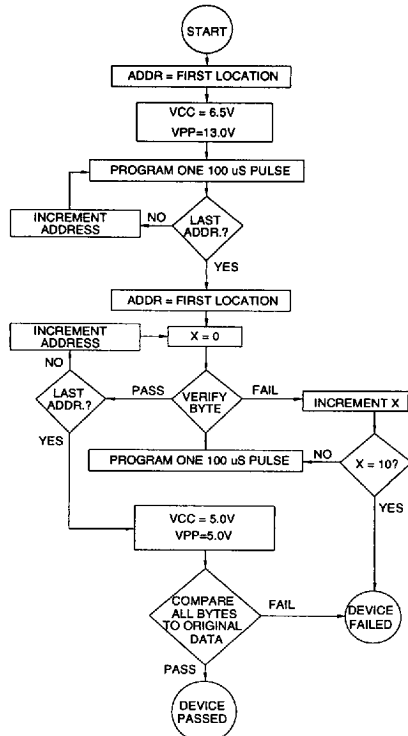 START
ADDR = FIRST LOCATION
VCC = 6.5V
VPP=13.0V
PROGRAM ONE 100 uS PULSE
INCREMENT
ADDRESS
NO
LAST
ADDR.?
YES
ADDR = FIRST LOCATION
INCREMENT
ADDRESS
X = 0
NO
LAST
ADDR.?
PASS
VERIFY
BYTE
FAIL
INCREMENT X
YES
PROGRAM ONE 100 uS PULSE
NO
X = 10?
YES
VCC = 5.0V
VPP=5.0V
COMPARE
ALL BYTES
TO ORIGINAL
DATA
FAIL
DEVICE
FAILED
PASS
DEVICE
PASSED